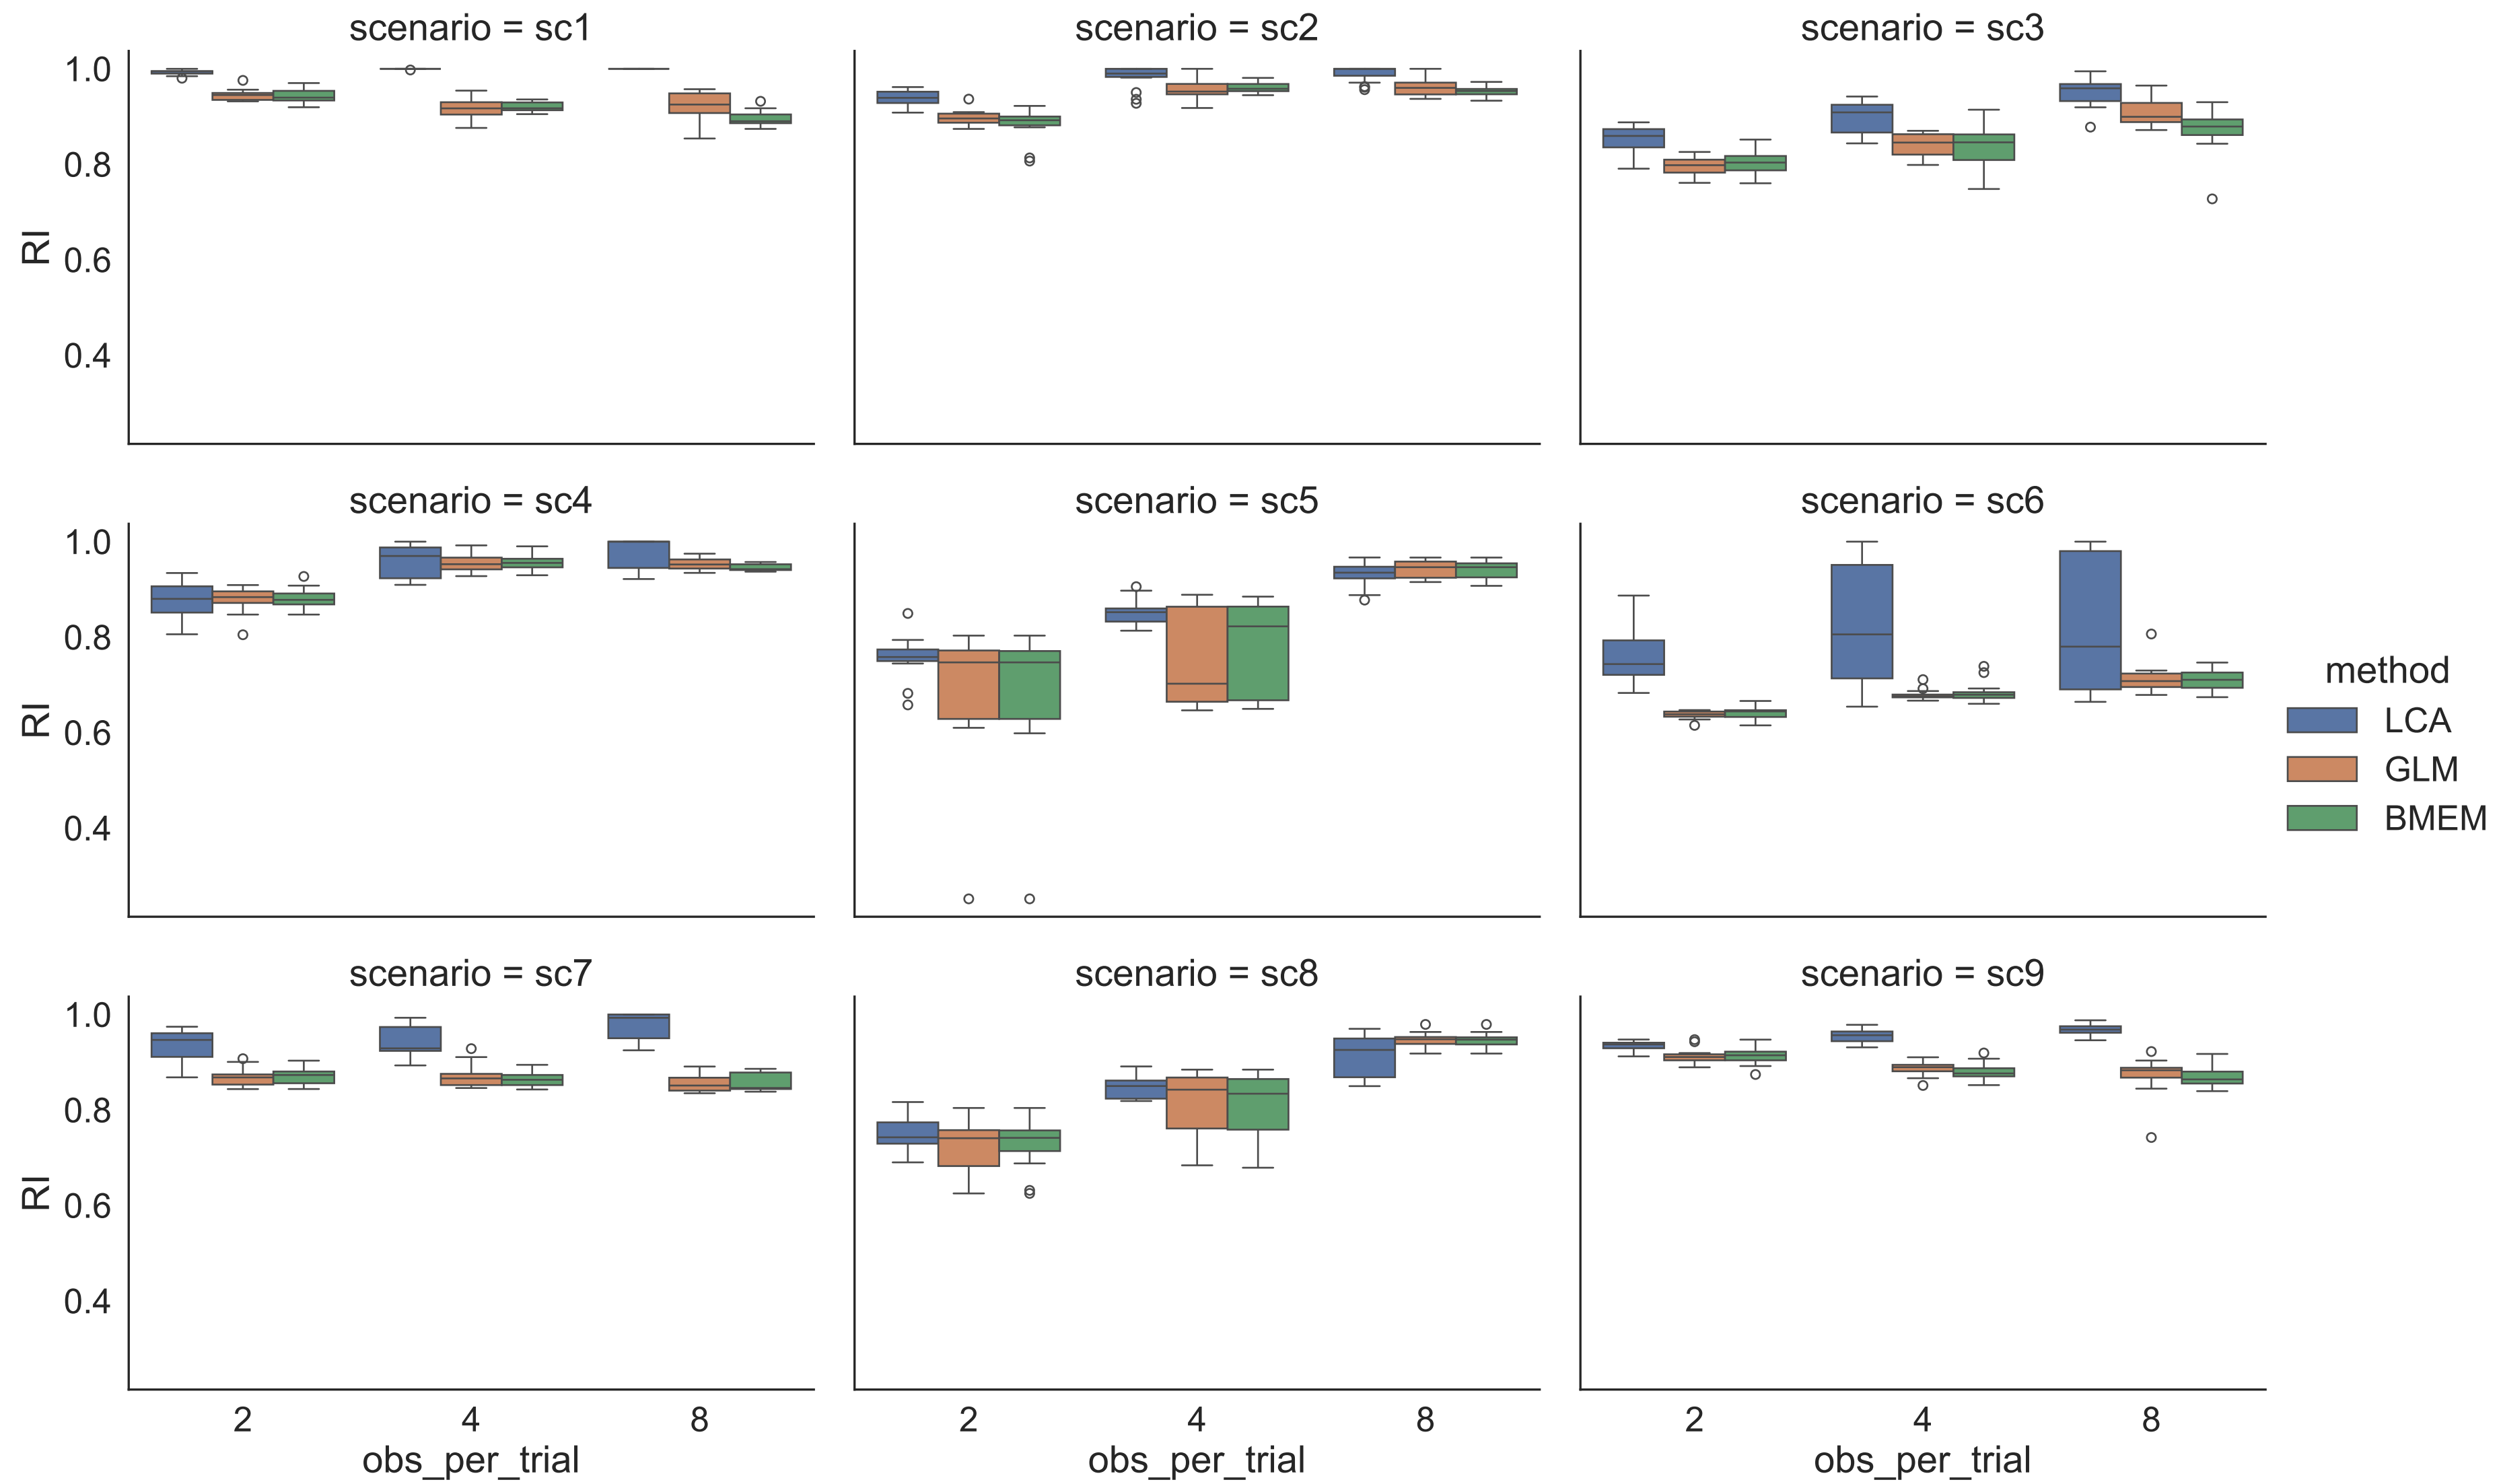 scenario = sc1
scenario = sc2
scenario = sc3
1.0
0.8
0.6
0.4
RI
scenario = sc4
scenario = sc5
scenario = sc6
1.0
0.8
0.6
0.4
RI
method
LCA
GLM
BMEM
scenario = sc7
scenario = sc8
scenario = sc9
1.0
0.8
0.6
0.4
RI
2 4 8
2 4 8
2 4 8
obs_per_trial
obs_per_trial
obs_per_trial